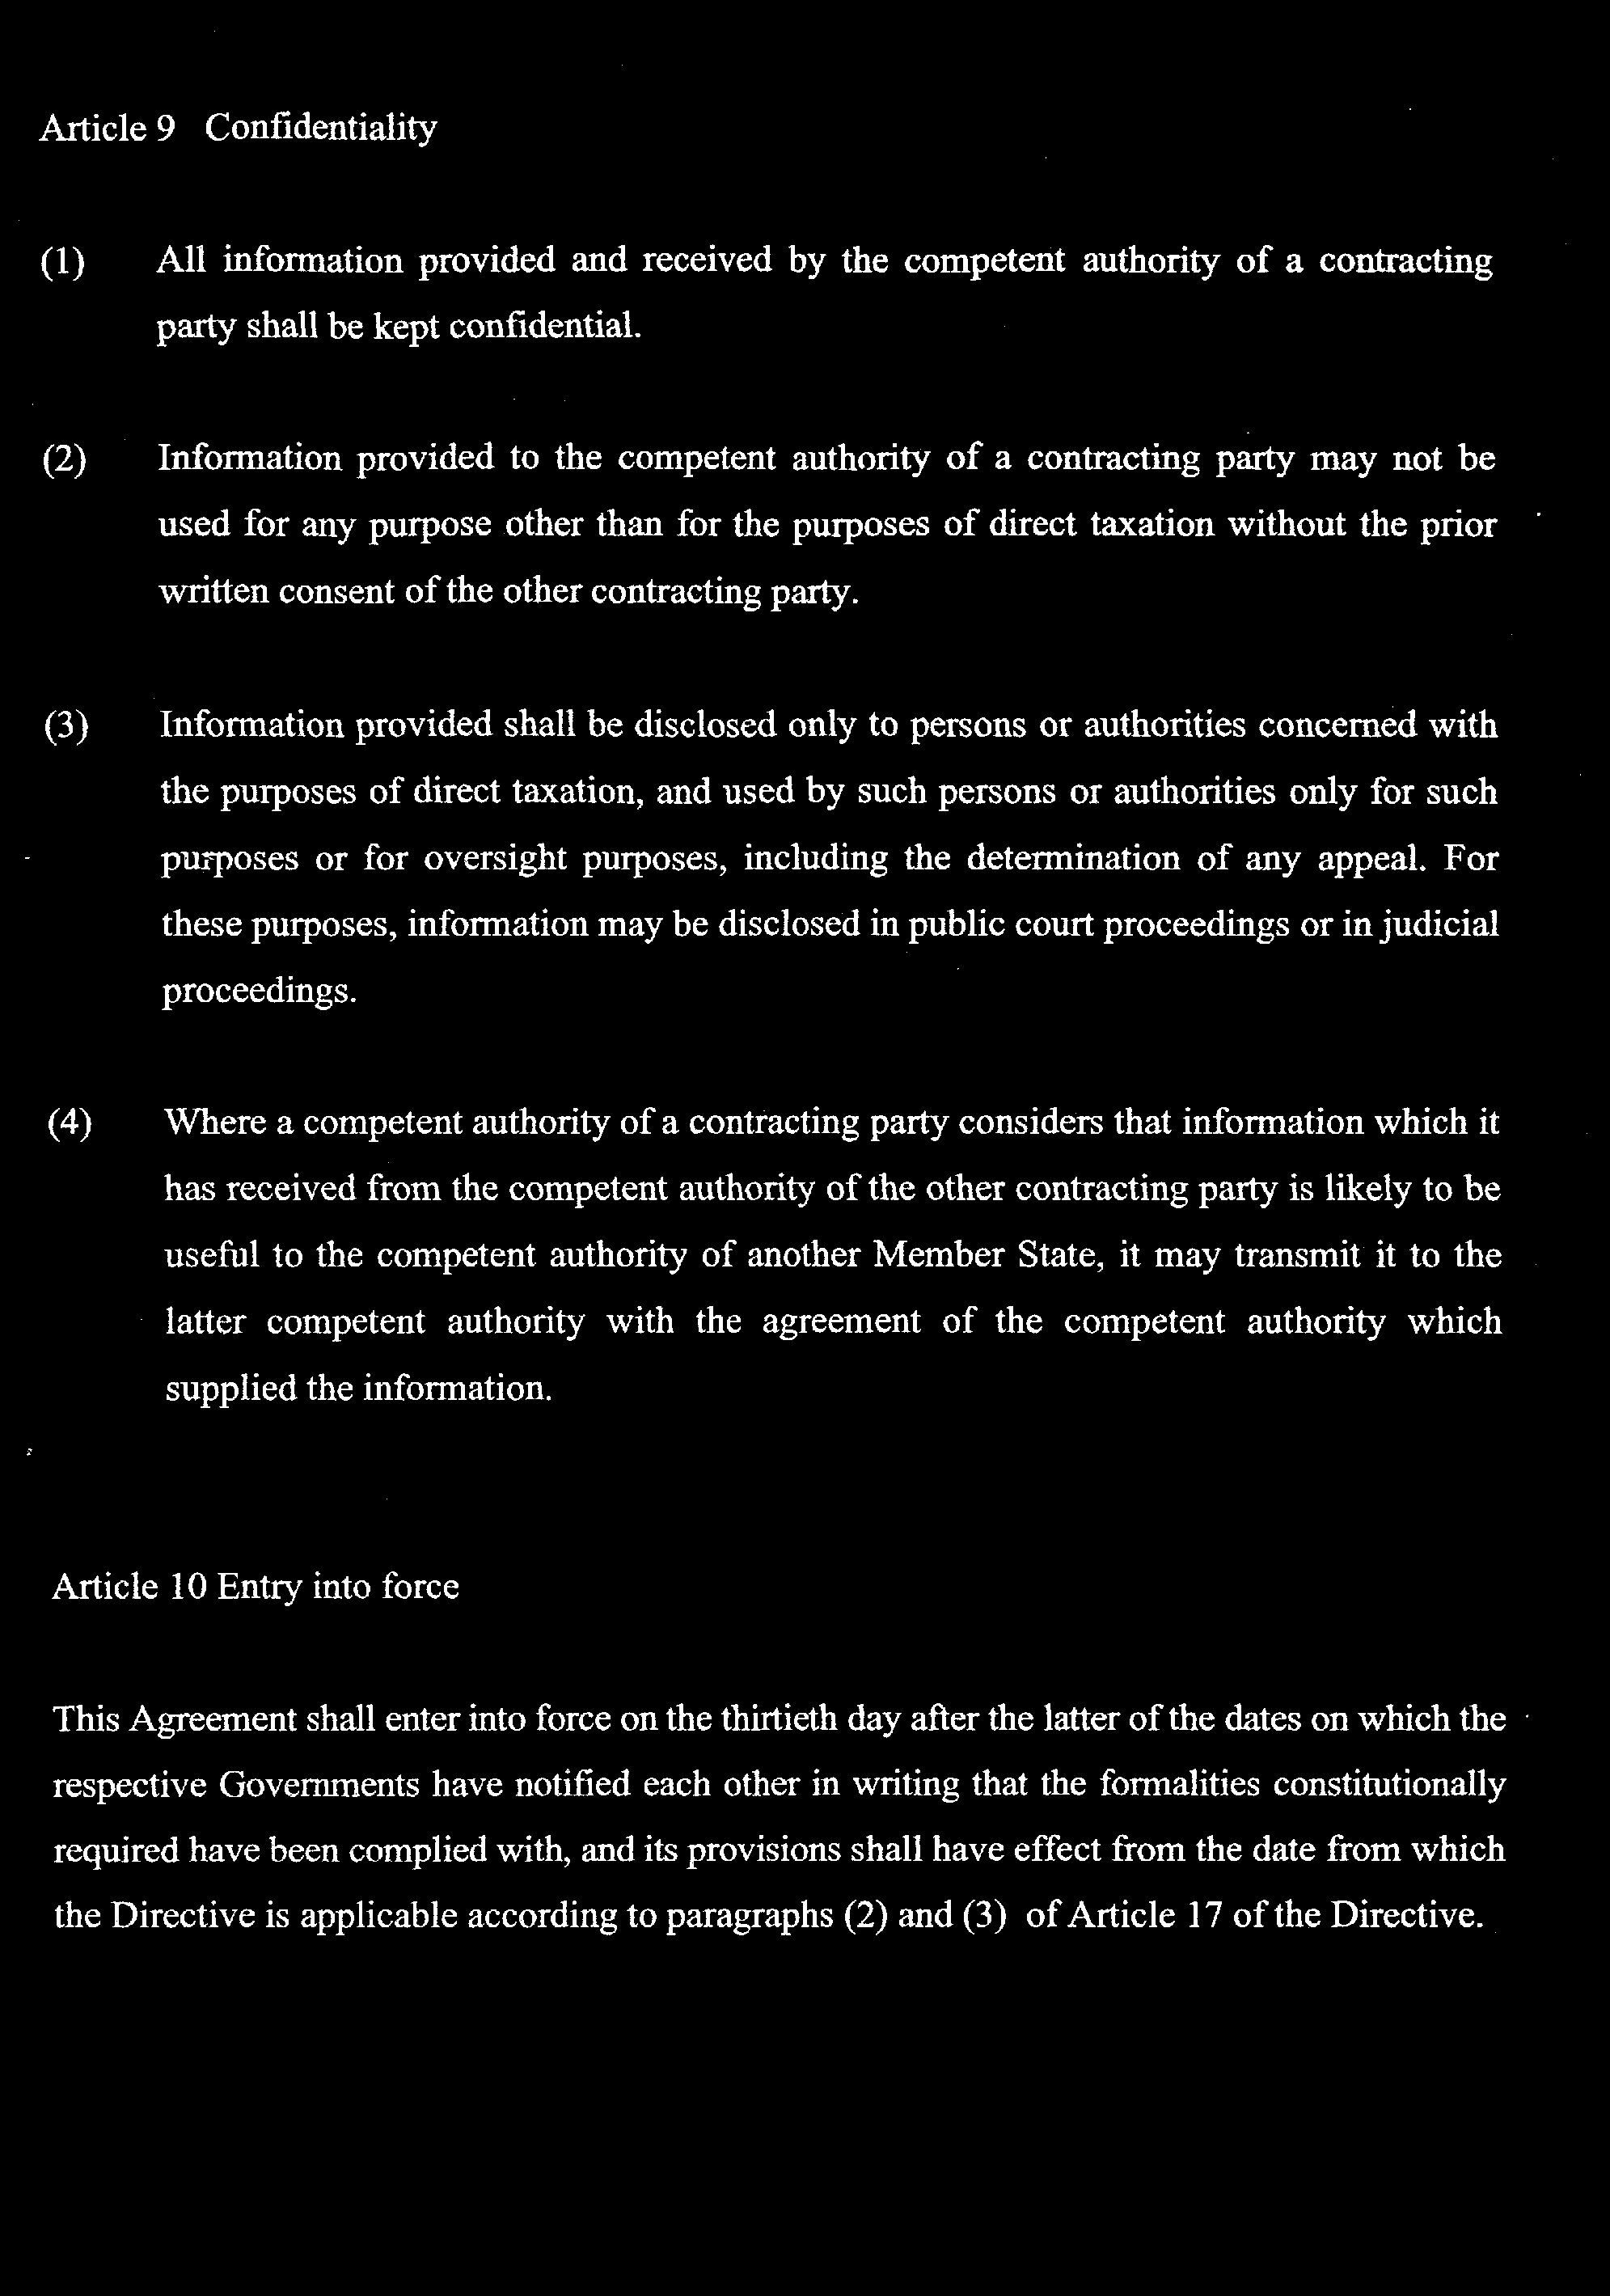 Article 9 Confidentiality
(1) All information provided and received by the competent authority of a contracting
party shall be kept confidential.
(2) Information provided to the competent authority of a contracting party may not be
used for any purpose other than for the purposes of direct taxation without the prior
written consent of the other contracting party.
(3) Information provided shall be disclosed only to persons or authorities concerned with
the purposes of direct taxation, and used by such persons or authorities only for such
purposes or for oversight purposes, including the determination of any appeal. For
these purposes, information may be disclosed in public court proceedings or in judicial
proceedings.
(4) Where a competent authority of a contracting party considers that information which it
has received from the competent authority of the other contracting party is likely to be
useful to the competent authority of another Member State, it may transmit it to the
latter competent authority with the agreement of the competent authority which
supplied the information.
Article 10 Entry into force
This Agreement shall enter into force on the thirtieth day after the latter of the dates on which the
respective Governments have notified each other in writing that the formalities constitutionally
required have been complied with, and its provisions shall have effect from the date from which
the Directive is applicable according to paragraphs (2) and (3) of Article 17 of the Directive.